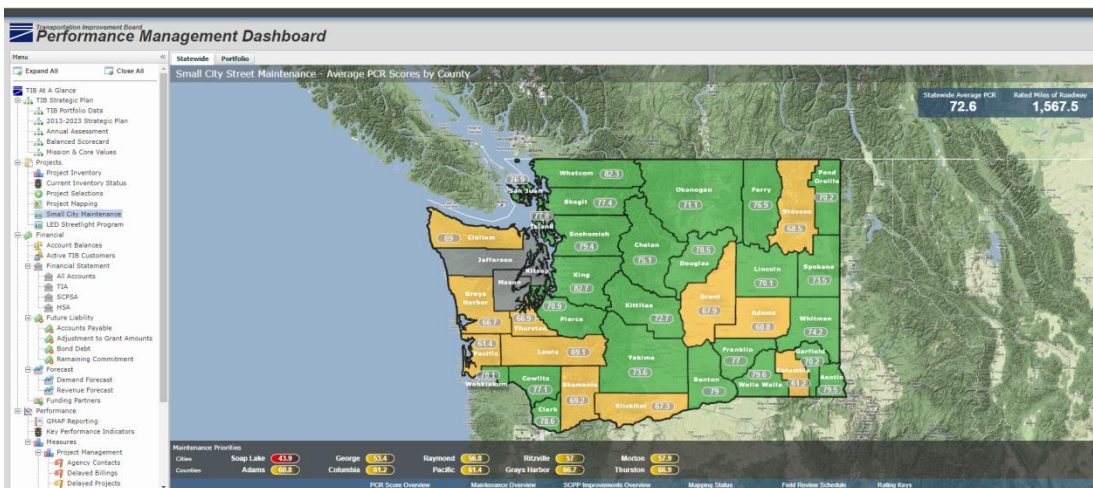 Transportation Improvement Board
Performance Management Dashboard
Menu
Expand All Close All
TIB At A Glance
TIB Strategic Plan
TIB Portfolio Data
2013-2023 Strategic Plan
Annual Assessment
Balanced Scorecard
Mission & Core Values
Projects
Project Inventory
Current Inventory Status
Project Selections
Project Mapping
Small City Maintenance
LED Streetlight Program
Financial
Account Balances
Active TIB Customers
Financial Statement
All Accounts
TIA
SCPSA
HSA
Future Liability
Accounts Payable
Adjustment to Grant Amounts
Bond Debt
Remaining Commitment
Forecast
Demand Forecast
Revenue Forecast
Funding Partners
Performance
GMAP Reporting
Key Performance Indicators
Measures
Project Management
Agency Contacts
Delayed Billings
Delayed Projects
Statewide Portfolio
Small City Street Maintenance - Average PCR Scores by County
Statewide Average PCR Rated Miles of Roadway
72.6 1,567.5
Whatcom 82.3
San Juan 76.9
Skagit 77.4
Island
Okanogan 71.1
Ferry 76.9
Stevens 68.5
Pend Oreille 70.2
Clallam 69
Snohomish 79.4
Chelan 75.1
Douglas 78.5
Jefferson
Kitsap
Mason
King 82.7
Lincoln 70.1
Spokane 73.5
Grays Harbor 66.7
Thurston 66.9
Pierce 78.9
Kittitas 72.7
Grant 67.9
Adams 60.8
Whitman 74.2
Pacific 61.4
Lewis
Yakima 73.6
Franklin 77
Garfield 70.2
Columbia 61.2
Asotin 79.5
Wahkiakum 70.1
Cowlitz 77.1
Skamania 69.2
Benton 79
Walla Walla 79.6
Clark 78.6
Klickitat 67.3
Maintenance Priorities
Cities Soap Lake 43.9 George 53.4 Raymond 56.8 Ritzville 57 Morton 57.9
Counties Adams 60.8 Columbia 61.2 Pacific 61.4 Grays Harbor 66.7 Thurston 66.9
PCR Score Overview Maintenance Overview SCPP Improvements Overview Mapping Status Field Review Schedule Rating Keys